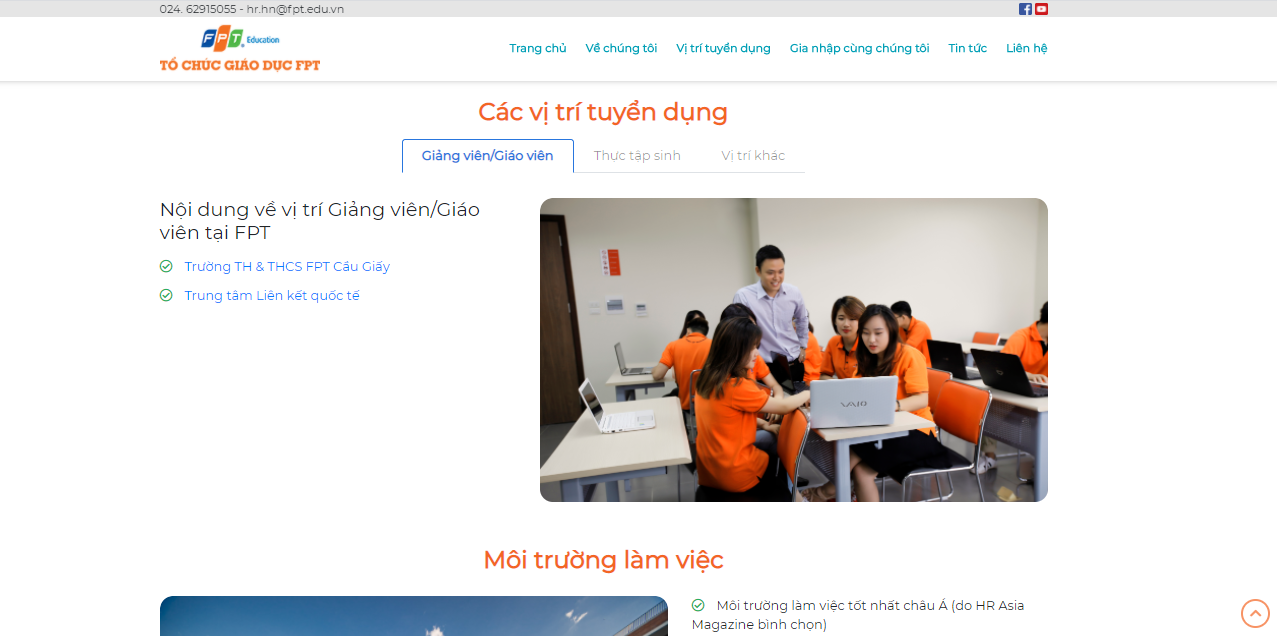 024. 62915055 - hr.hn@fpt.edu.vn
FPT Education
TỔ CHỨC GIÁO DỤC FPT
Trang chủ
Về chúng tôi
Vị trí tuyển dụng
Gia nhập cùng chúng tôi
Tin tức
Liên hệ
Các vị trí tuyển dụng
Giảng viên/Giáo viên
Thực tập sinh
Vị trí khác
Nội dung về vị trí Giảng viên/Giáo
viên tại FPT
Trường TH & THCS FPT Cầu Giấy
Trung tâm Liên kết quốc tế
VAIO
Môi trường làm việc
Môi trường làm việc tốt nhất châu Á (do HR Asia
Magazine bình chọn)